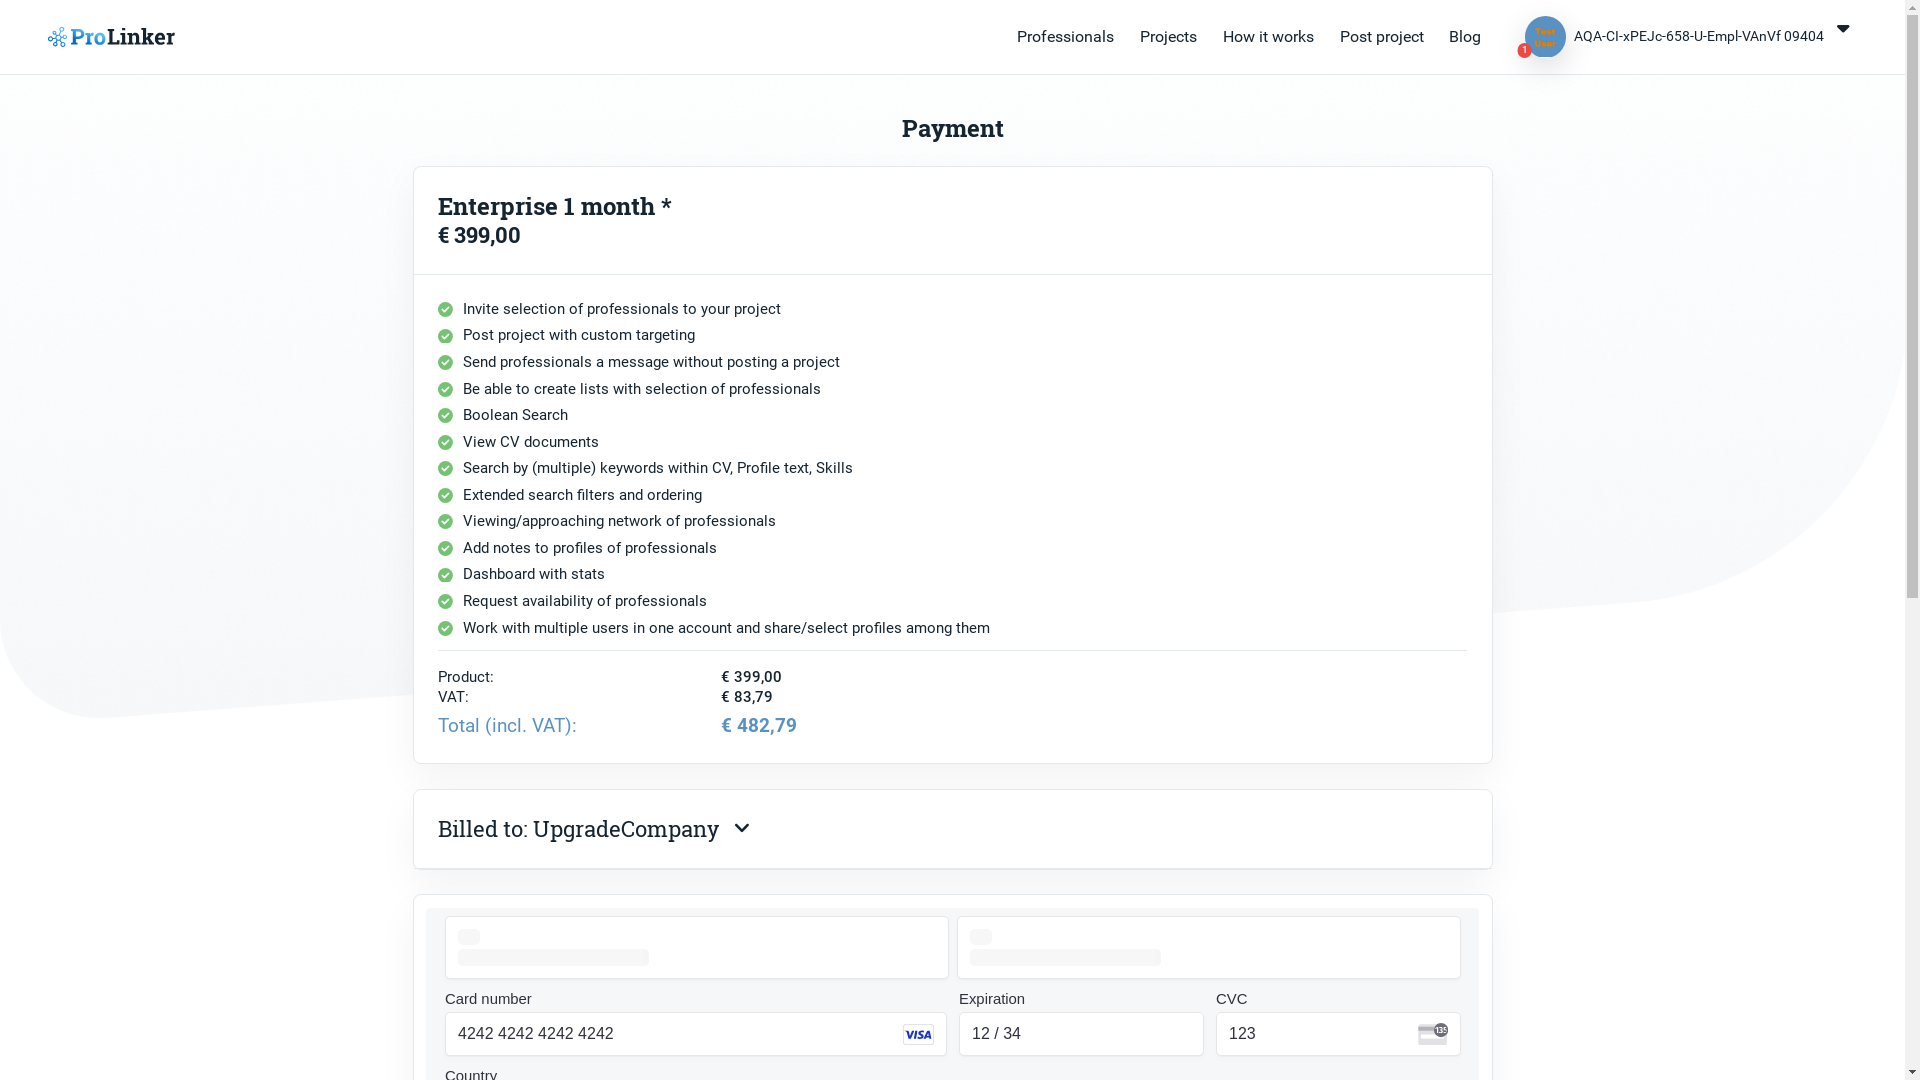 ProLinker
Professionals
Projects
How it works
Post project
Blog
Test
User
1
AQA-CI-xPEJc-658-U-Empl-VAnVf 09404
Payment
Enterprise 1 month *
€ 399,00
Invite selection of professionals to your project
Post project with custom targeting
Send professionals a message without posting a project
Be able to create lists with selection of professionals
Boolean Search
View CV documents
Search by (multiple) keywords within CV, Profile text, Skills
Extended search filters and ordering
Viewing/approaching network of professionals
Add notes to profiles of professionals
Dashboard with stats
Request availability of professionals
Work with multiple users in one account and share/select profiles among them
Product: € 399,00
VAT: € 83,79
Total (incl. VAT): € 482,79
Billed to: UpgradeCompany
Card number
Expiration
CVC
4242 4242 4242 4242
VISA
12 / 34
123
135
Country